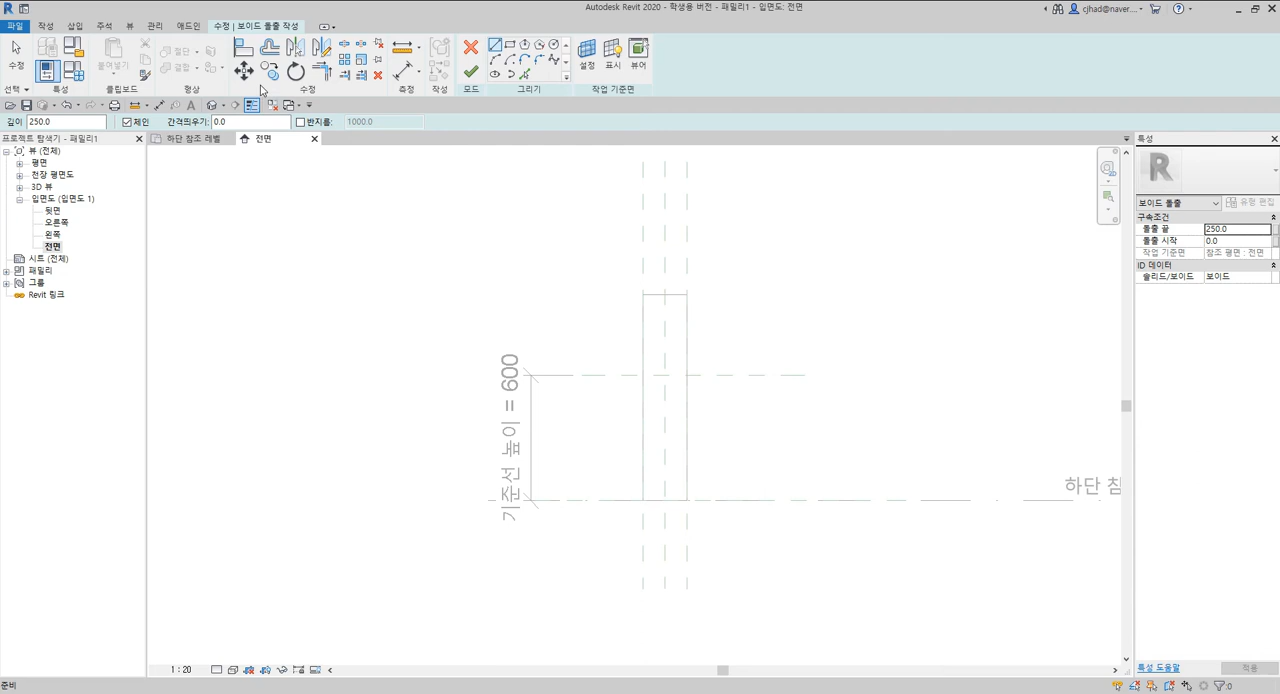 Autodesk Revit 2020 - 학생용 버전 - 패밀리1 - 입면도: 전면
cjhad@naver....
파일 작성 삽입 주석 뷰 관리 애드인 수정 | 보이드 돌출 작성
수정
붙여넣기
절단
결합
설정 표시 뷰어
선택 특성 클립보드 형상 수정 측정 작성 모드 그리기 작업 기준면
깊이 250.0 체인 간격띄우기: 0.0 반지름: 1000.0
프로젝트 탐색기 - 패밀리1
하단 참조 레벨
전면
특성
뷰 (전체)
평면
천장 평면도
3D 뷰
입면도 (입면도 1)
뒷면
오른쪽
왼쪽
전면
시트 (전체)
패밀리
그룹
Revit 링크
기준선 높이 = 600
하단 참
2D
보이드 돌출
유형 편집
구속조건
돌출 끝 250.0
돌출 시작 0.0
작업 기준면 참조 평면 : 전면
ID 데이터
솔리드/보이드 보이드
1 : 20
특성 도움말
적용
준비
:0